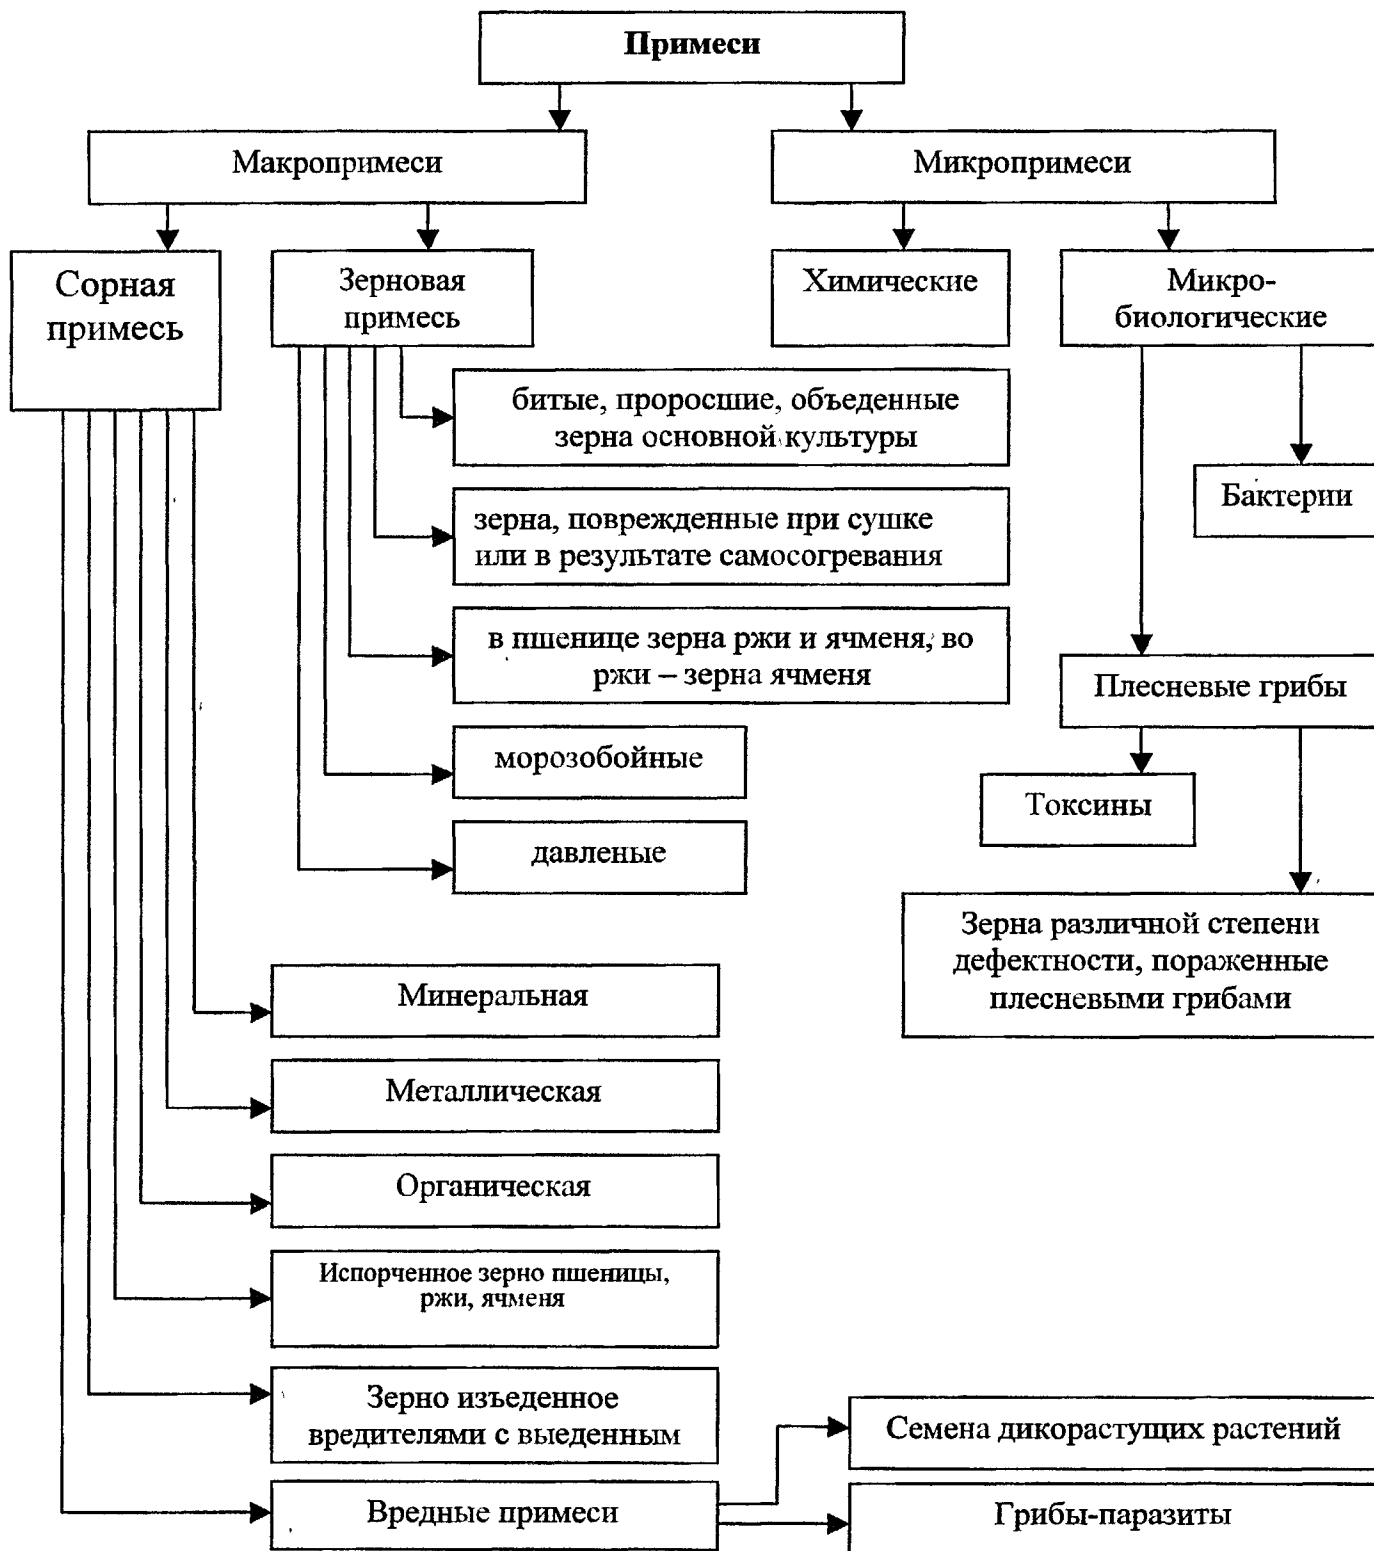 Примеси
Макропримеси
Микропримеси
Сорная
примесь
Зерновая
примесь
Химические
Микро-
биологические
битые, проросшие, объеденные
зерна основной культуры
Бактерии
зерна, поврежденные при сушке
или в результате самосогревания
в пшенице зерна ржи и ячменя, во
ржи – зерна ячменя
Плесневые грибы
морозобойные
Токсины
давленые
Зерна различной степени
дефектности, пораженные
плесневыми грибами
Минеральная
Металлическая
Органическая
Испорченное зерно пшеницы,
ржи, ячменя
Зерно изъеденное
вредителями с выеденным
Семена дикорастущих растений
Вредные примеси
Грибы-паразиты